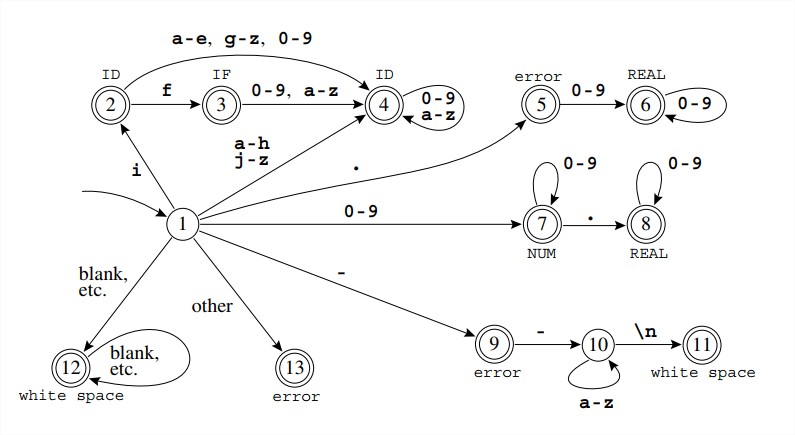 a-e, g-z, 0-9
ID
IF
ID
error
REAL
2
f
3
0-9, a-z
4
0-9
a-z
5
0-9
6
0-9
a-h
j-z
.
i
0-9
0-9
0-9
1
7
.
8
NUM
REAL
blank,
etc.
other
-
12
blank,
etc.
13
9
-
10
\n
11
white space
error
error
white space
a-z